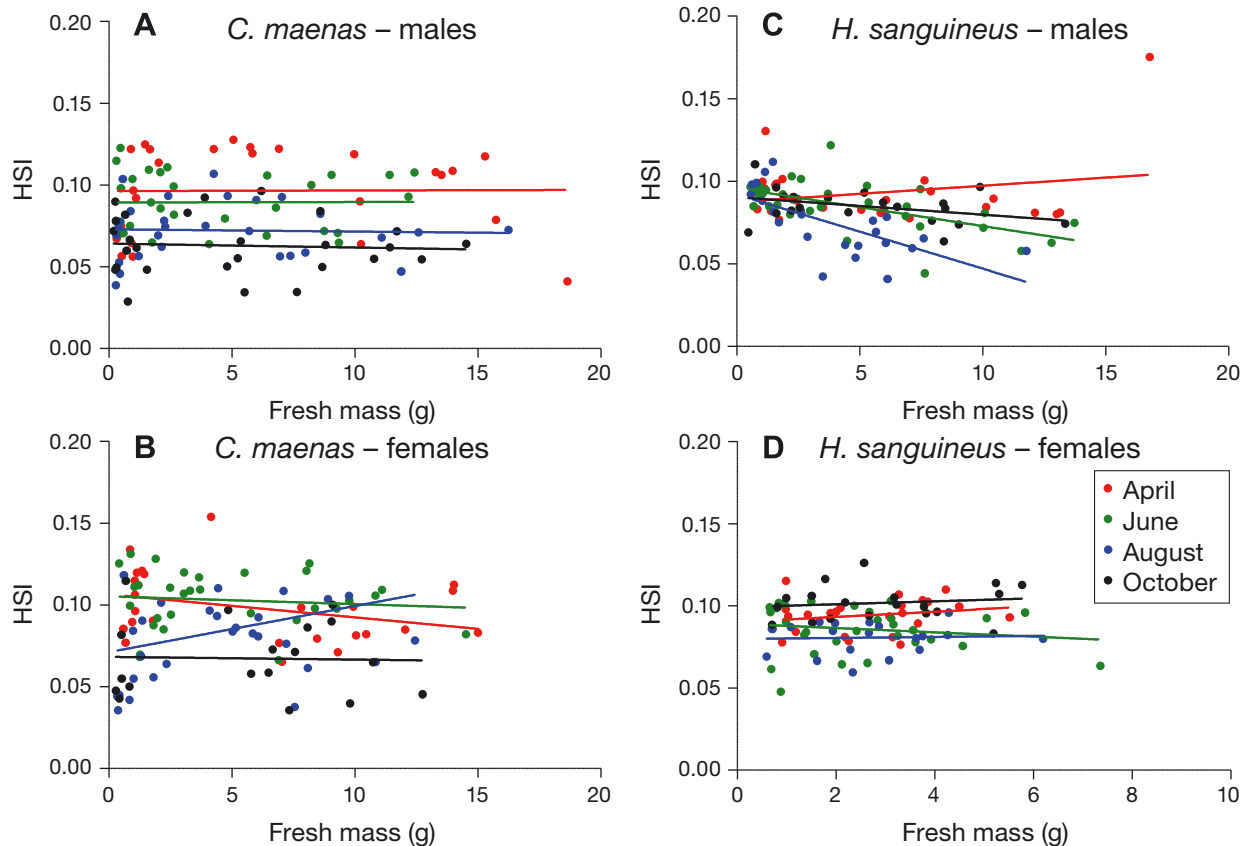 A C. maenas – males
0.20
0.15
0.10
0.05
0.00
HSI
0 5 10 15 20
Fresh mass (g)
C H. sanguineus – males
0.20
0.15
0.10
0.05
0.00
HSI
0 5 10 15 20
Fresh mass (g)
B C. maenas – females
0.20
0.15
0.10
0.05
0.00
HSI
0 5 10 15 20
Fresh mass (g)
D H. sanguineus – females
0.20
0.15
0.10
0.05
0.00
HSI
April
June
August
October
0 2 4 6 8 10
Fresh mass (g)